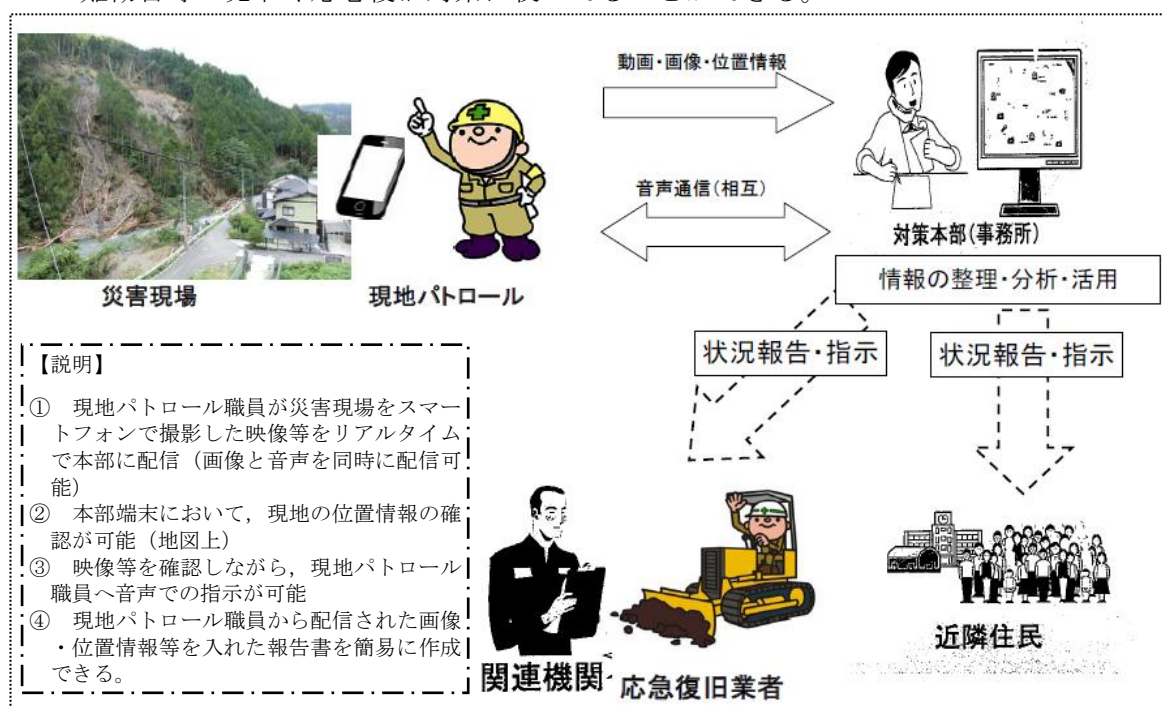 動画・画像・位置情報
音声通信(相互)
対策本部(事務所)
災害現場
現地パトロール
情報の整理・分析・活用
状況報告・指示
状況報告・指示
【説明】
① 現地パトロール職員が災害現場をスマー
トフォンで撮影した映像等をリアルタイム
で本部に配信（画像と音声を同時に配信可
能）
② 本部端末において，現地の位置情報の確
認が可能（地図上）
③ 映像等を確認しながら，現地パトロール
職員へ音声での指示が可能
④ 現地パトロール職員から配信された画像
・位置情報等を入れた報告書を簡易に作成
できる。
関連機関
応急復旧業者
近隣住民